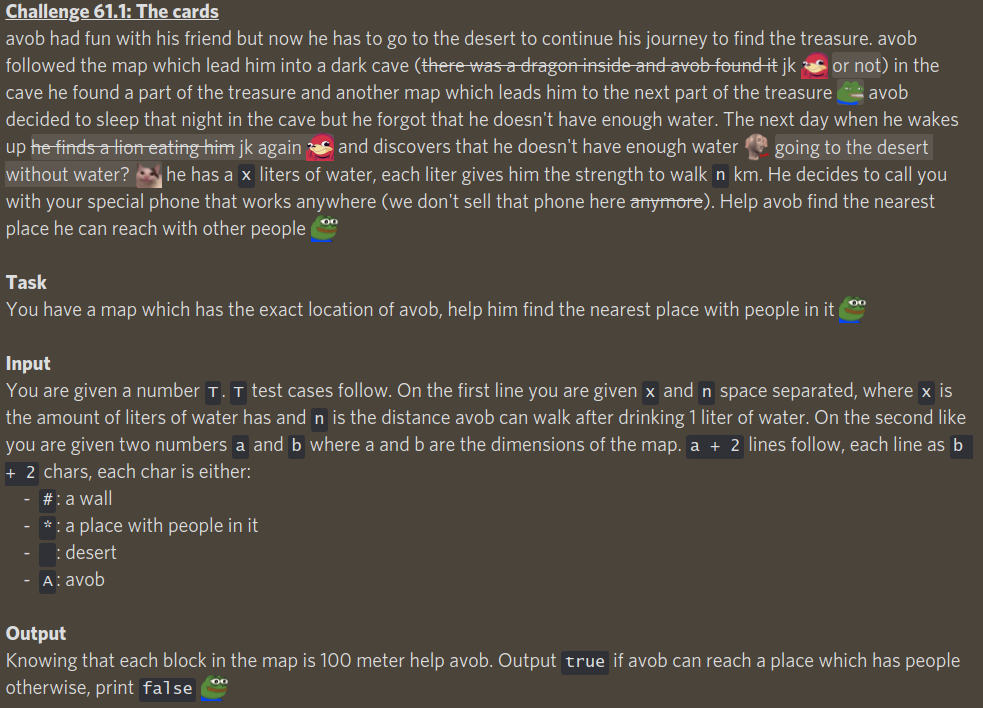 Challenge 61.1: The cards
avob had fun with his friend but now he has to go to the desert to continue his journey to find the treasure. avob
followed the map which lead him into a dark cave (there was a dragon inside and avob found it jk or not) in the
cave he found a part of the treasure and another map which leads him to the next part of the treasure avob
decided to sleep that night in the cave but he forgot that he doesn't have enough water. The next day when he wakes
up he finds a lion eating him jk again and discovers that he doesn't have enough water going to the desert
without water? he has a x liters of water, each liter gives him the strength to walk n km. He decides to call you
with your special phone that works anywhere (we don't sell that phone here anymore). Help avob find the nearest
place he can reach with other people
Task
You have a map which has the exact location of avob, help him find the nearest place with people in it
Input
You are given a number T. T test cases follow. On the first line you are given x and n space separated, where x is
the amount of liters of water has and n is the distance avob can walk after drinking 1 liter of water. On the second like
you are given two numbers a and b where a and b are the dimensions of the map. a + 2 lines follow, each line as b
+ 2 chars, each char is either:
- #: a wall
- *: a place with people in it
- : desert
- A: avob
Output
Knowing that each block in the map is 100 meter help avob. Output true if avob can reach a place which has people
otherwise, print false